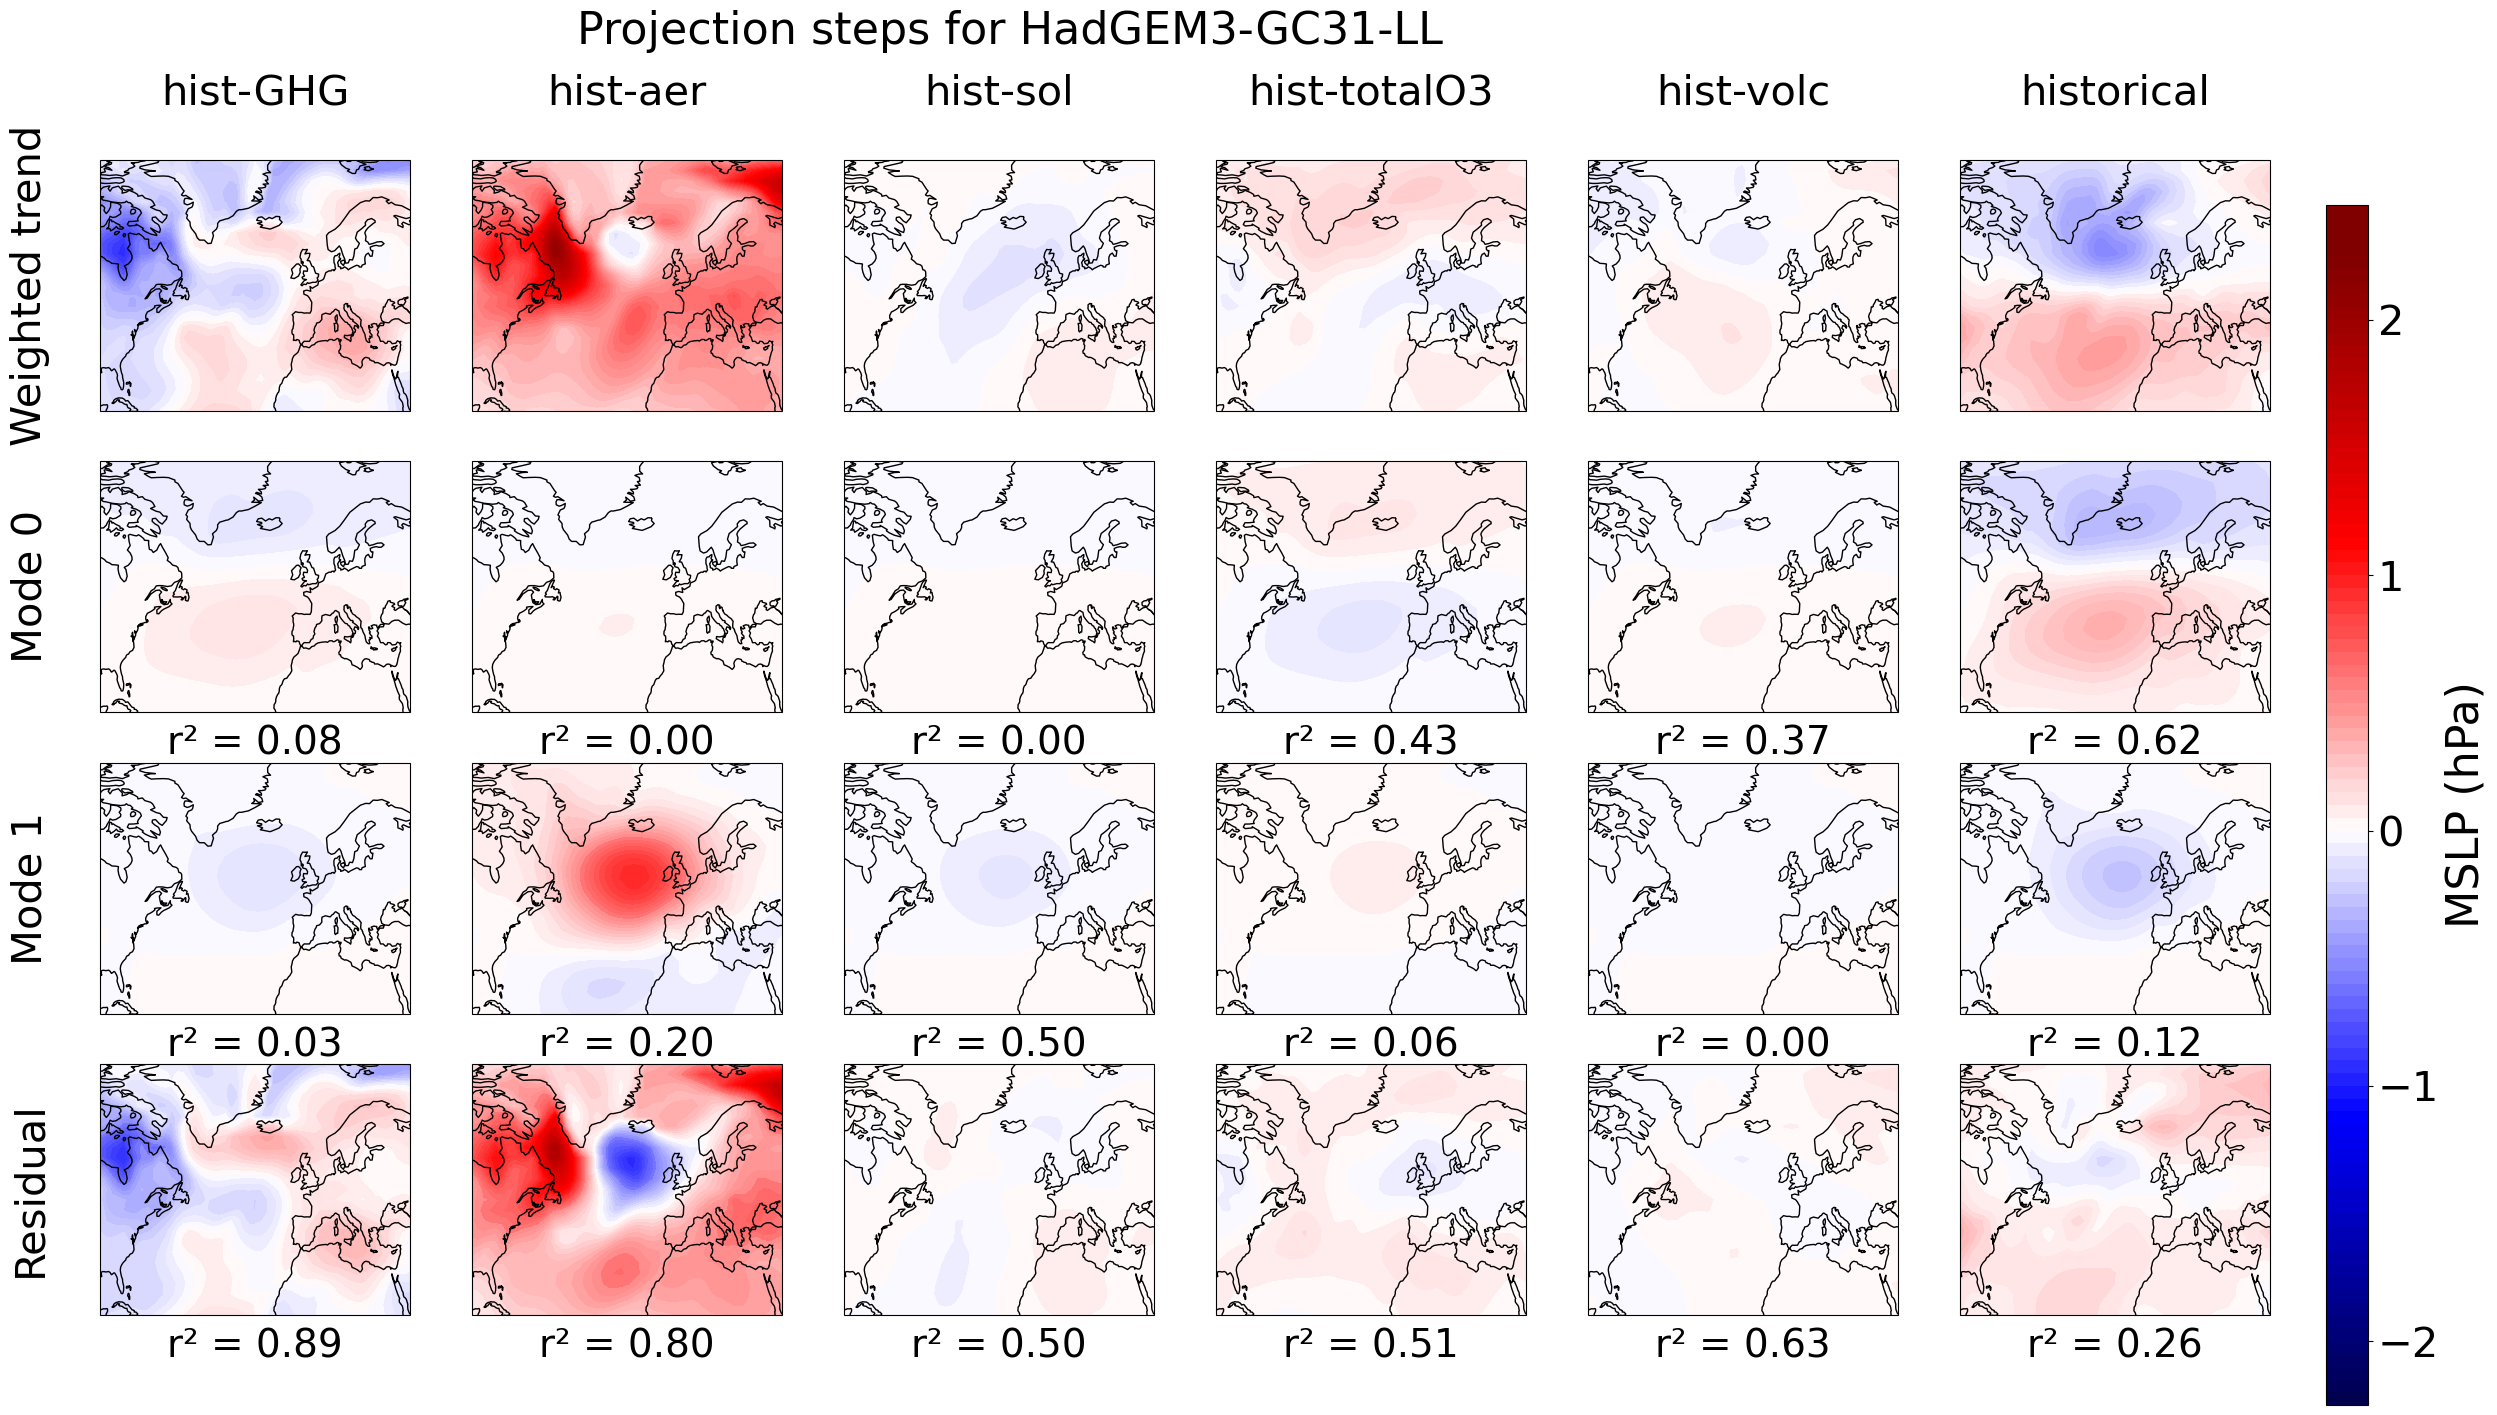 Projection steps for HadGEM3-GC31-LL
hist-GHG hist-aer hist-sol hist-totalO3 hist-volc historical
Weighted trend
Mode 0
r² = 0.08 r² = 0.00 r² = 0.00 r² = 0.43 r² = 0.37 r² = 0.62
Mode 1
r² = 0.03 r² = 0.20 r² = 0.50 r² = 0.06 r² = 0.00 r² = 0.12
Residual
r² = 0.89 r² = 0.80 r² = 0.50 r² = 0.51 r² = 0.63 r² = 0.26
2
1
0
−1
−2
MSLP (hPa)